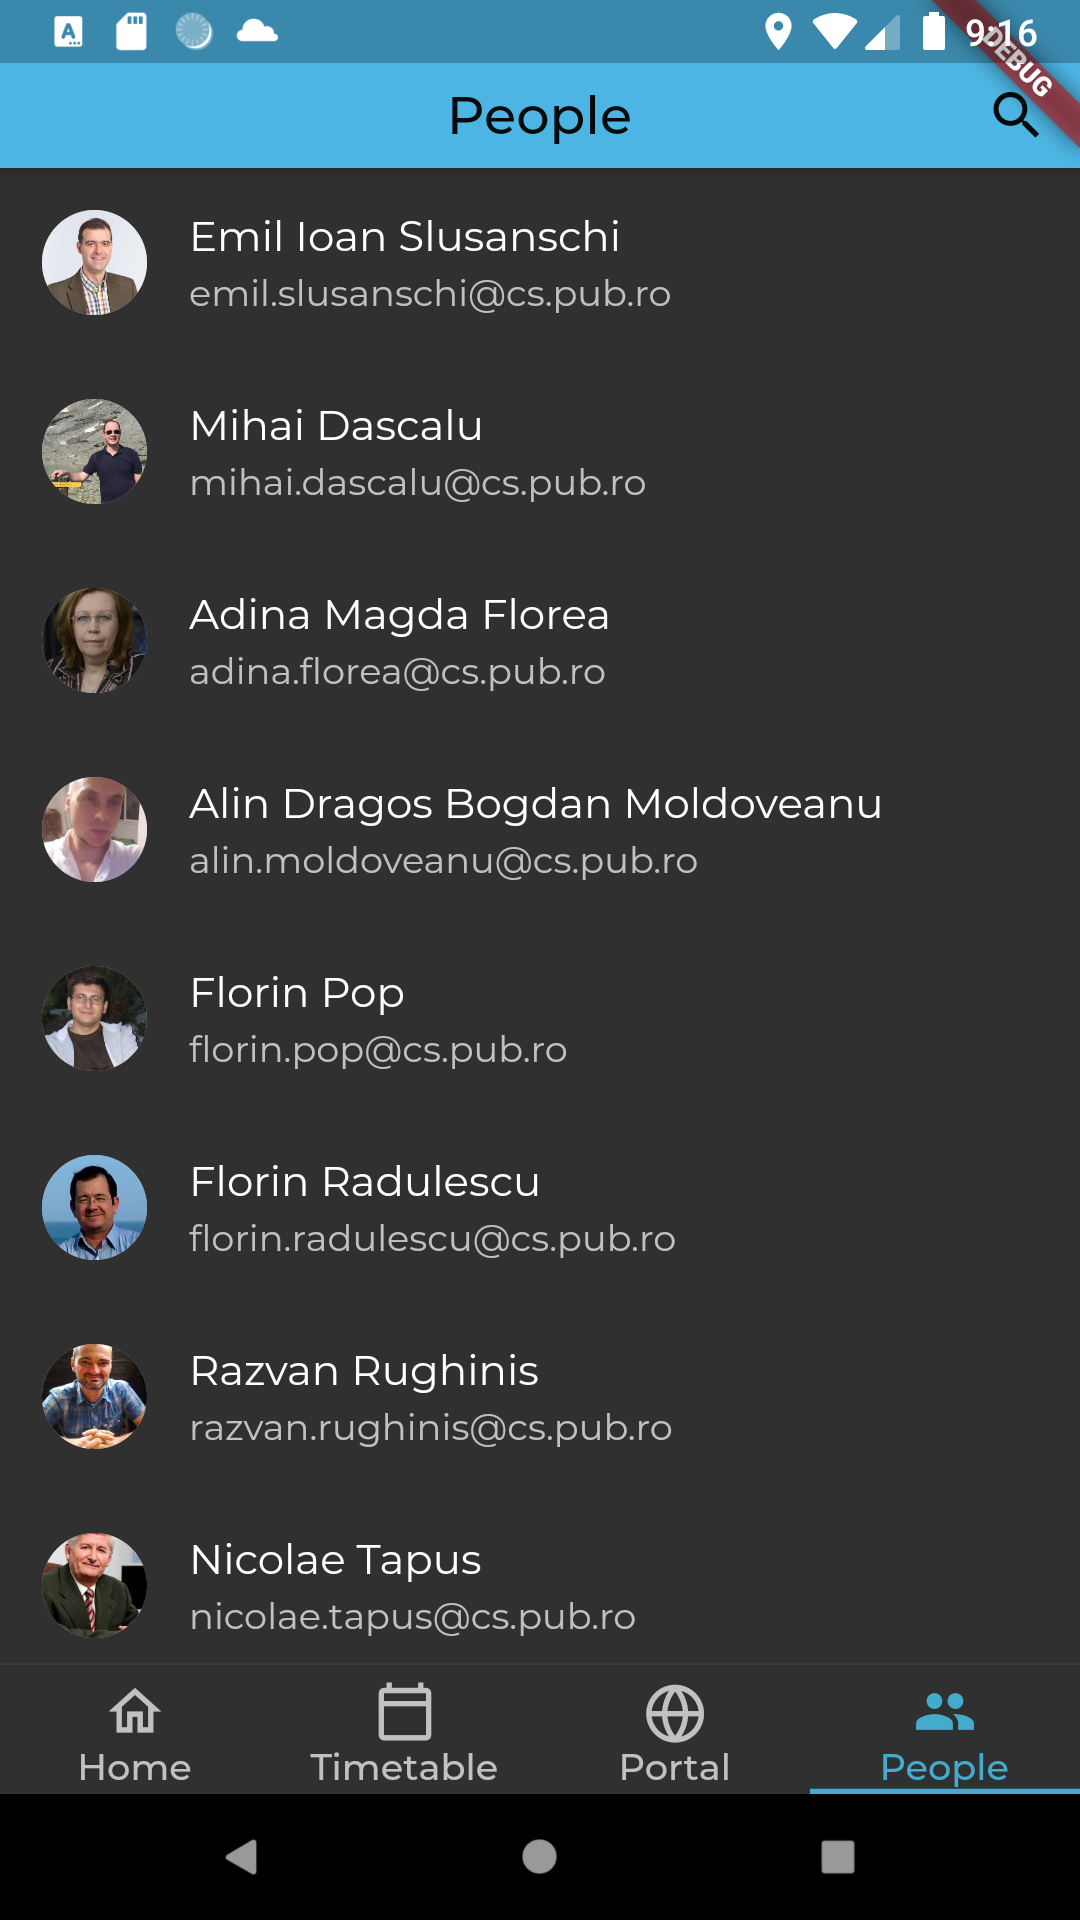 9:16
DEBUG
People
Emil Ioan Slusanschi
emil.slusanschi@cs.pub.ro
Mihai Dascalu
mihai.dascalu@cs.pub.ro
Adina Magda Florea
adina.florea@cs.pub.ro
Alin Dragos Bogdan Moldoveanu
alin.moldoveanu@cs.pub.ro
Florin Pop
florin.pop@cs.pub.ro
Florin Radulescu
florin.radulescu@cs.pub.ro
Razvan Rughinis
razvan.rughinis@cs.pub.ro
Nicolae Tapus
nicolae.tapus@cs.pub.ro
Home Timetable Portal People